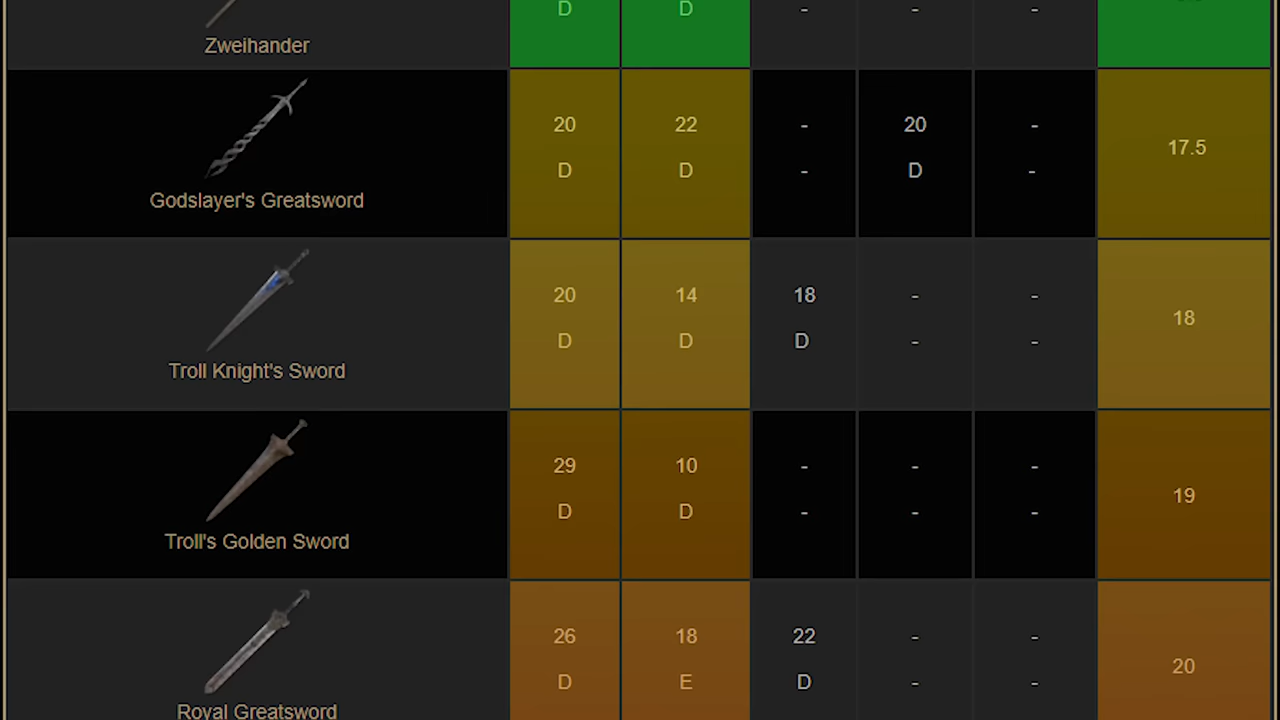 D D - - -
Zweihander
20 22 - 20 -
17.5
D D - D -
Godslayer's Greatsword
20 14 18 - -
18
D D D - -
Troll Knight's Sword
29 10 - - -
19
D D - - -
Troll's Golden Sword
26 18 22 - -
20
D E D - -
Royal Greatsword